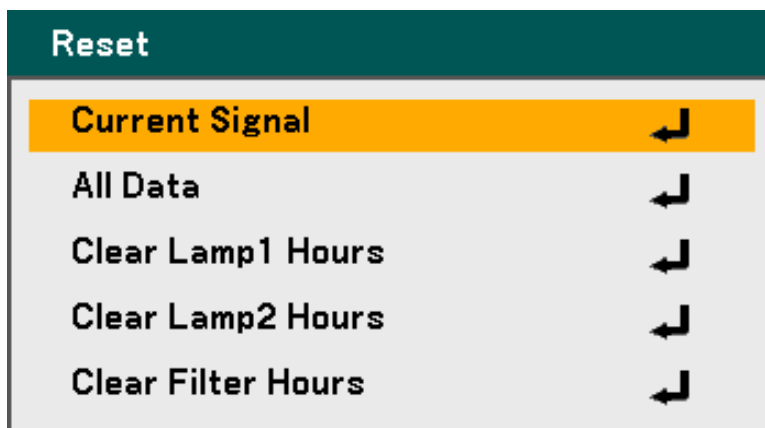 Reset
Current Signal
All Data
Clear Lamp1 Hours
Clear Lamp2 Hours
Clear Filter Hours